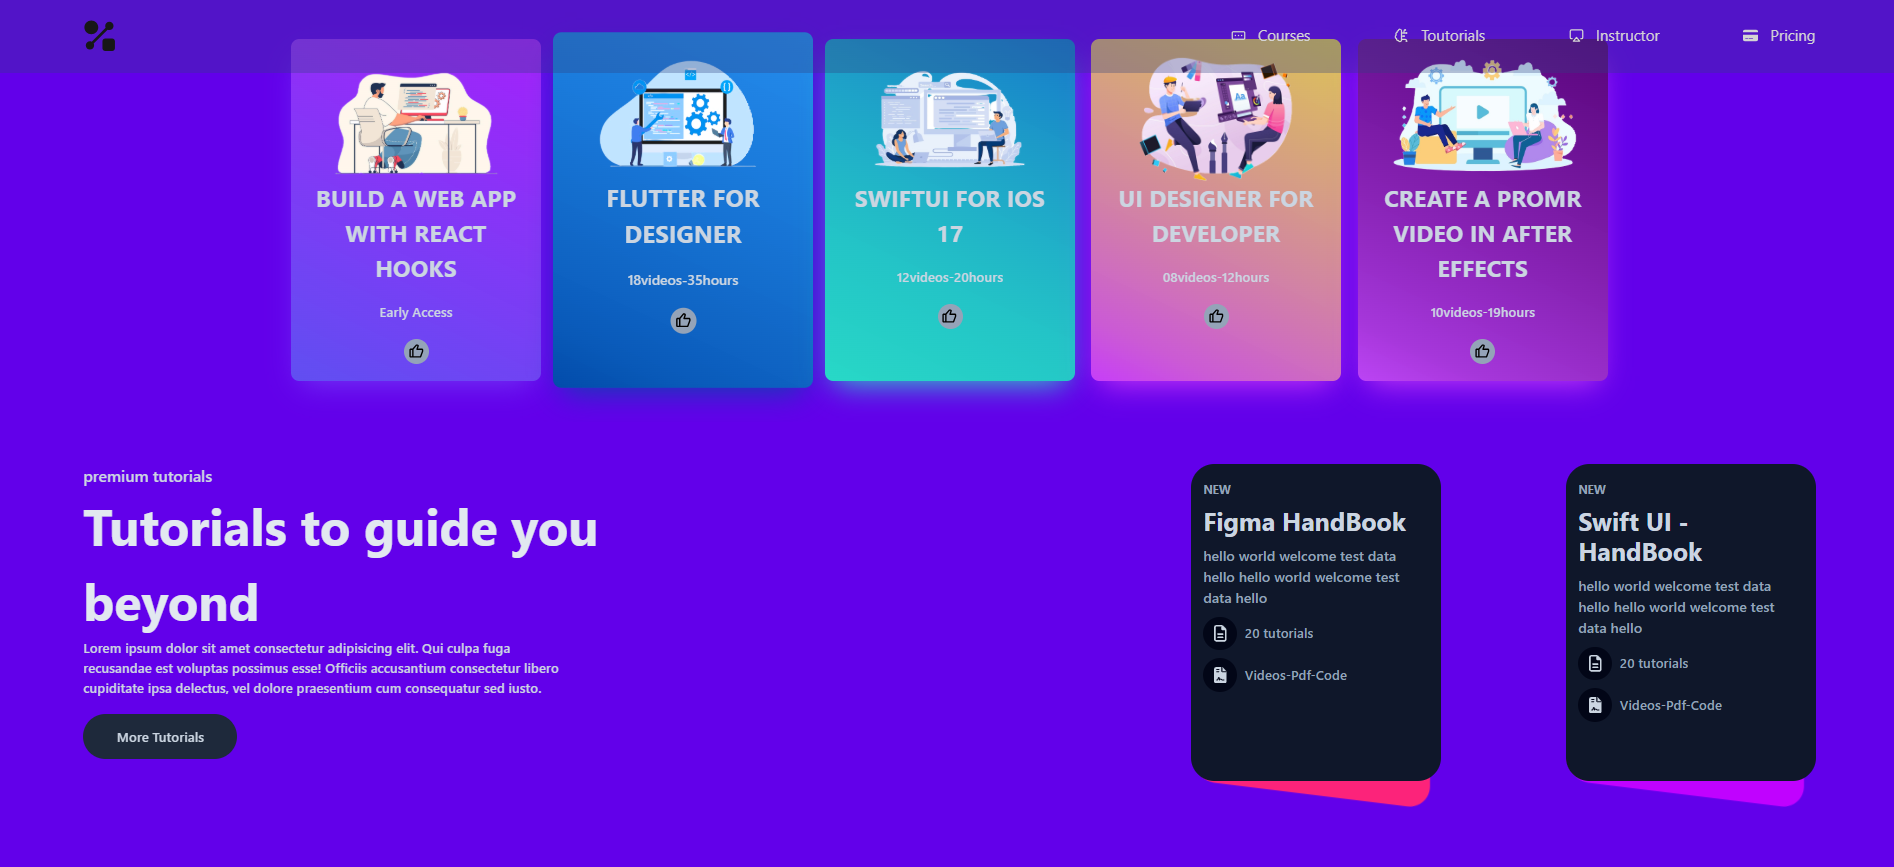 Courses
Toutorials
Instructor
Pricing
BUILD A WEB APP
WITH REACT
HOOKS
Early Access
FLUTTER FOR
DESIGNER
18videos-35hours
SWIFTUI FOR IOS
17
12videos-20hours
UI DESIGNER FOR
DEVELOPER
08videos-12hours
CREATE A PROMR
VIDEO IN AFTER
EFFECTS
10videos-19hours
premium tutorials
Tutorials to guide you
beyond
Lorem ipsum dolor sit amet consectetur adipisicing elit. Qui culpa fuga
recusandae est voluptas possimus esse! Officiis accusantium consectetur libero
cupiditate ipsa delectus, vel dolore praesentium cum consequatur sed iusto.
More Tutorials
NEW
Figma HandBook
hello world welcome test data
hello hello world welcome test
data hello
20 tutorials
Videos-Pdf-Code
NEW
Swift UI -
HandBook
hello world welcome test data
hello hello world welcome test
data hello
20 tutorials
Videos-Pdf-Code